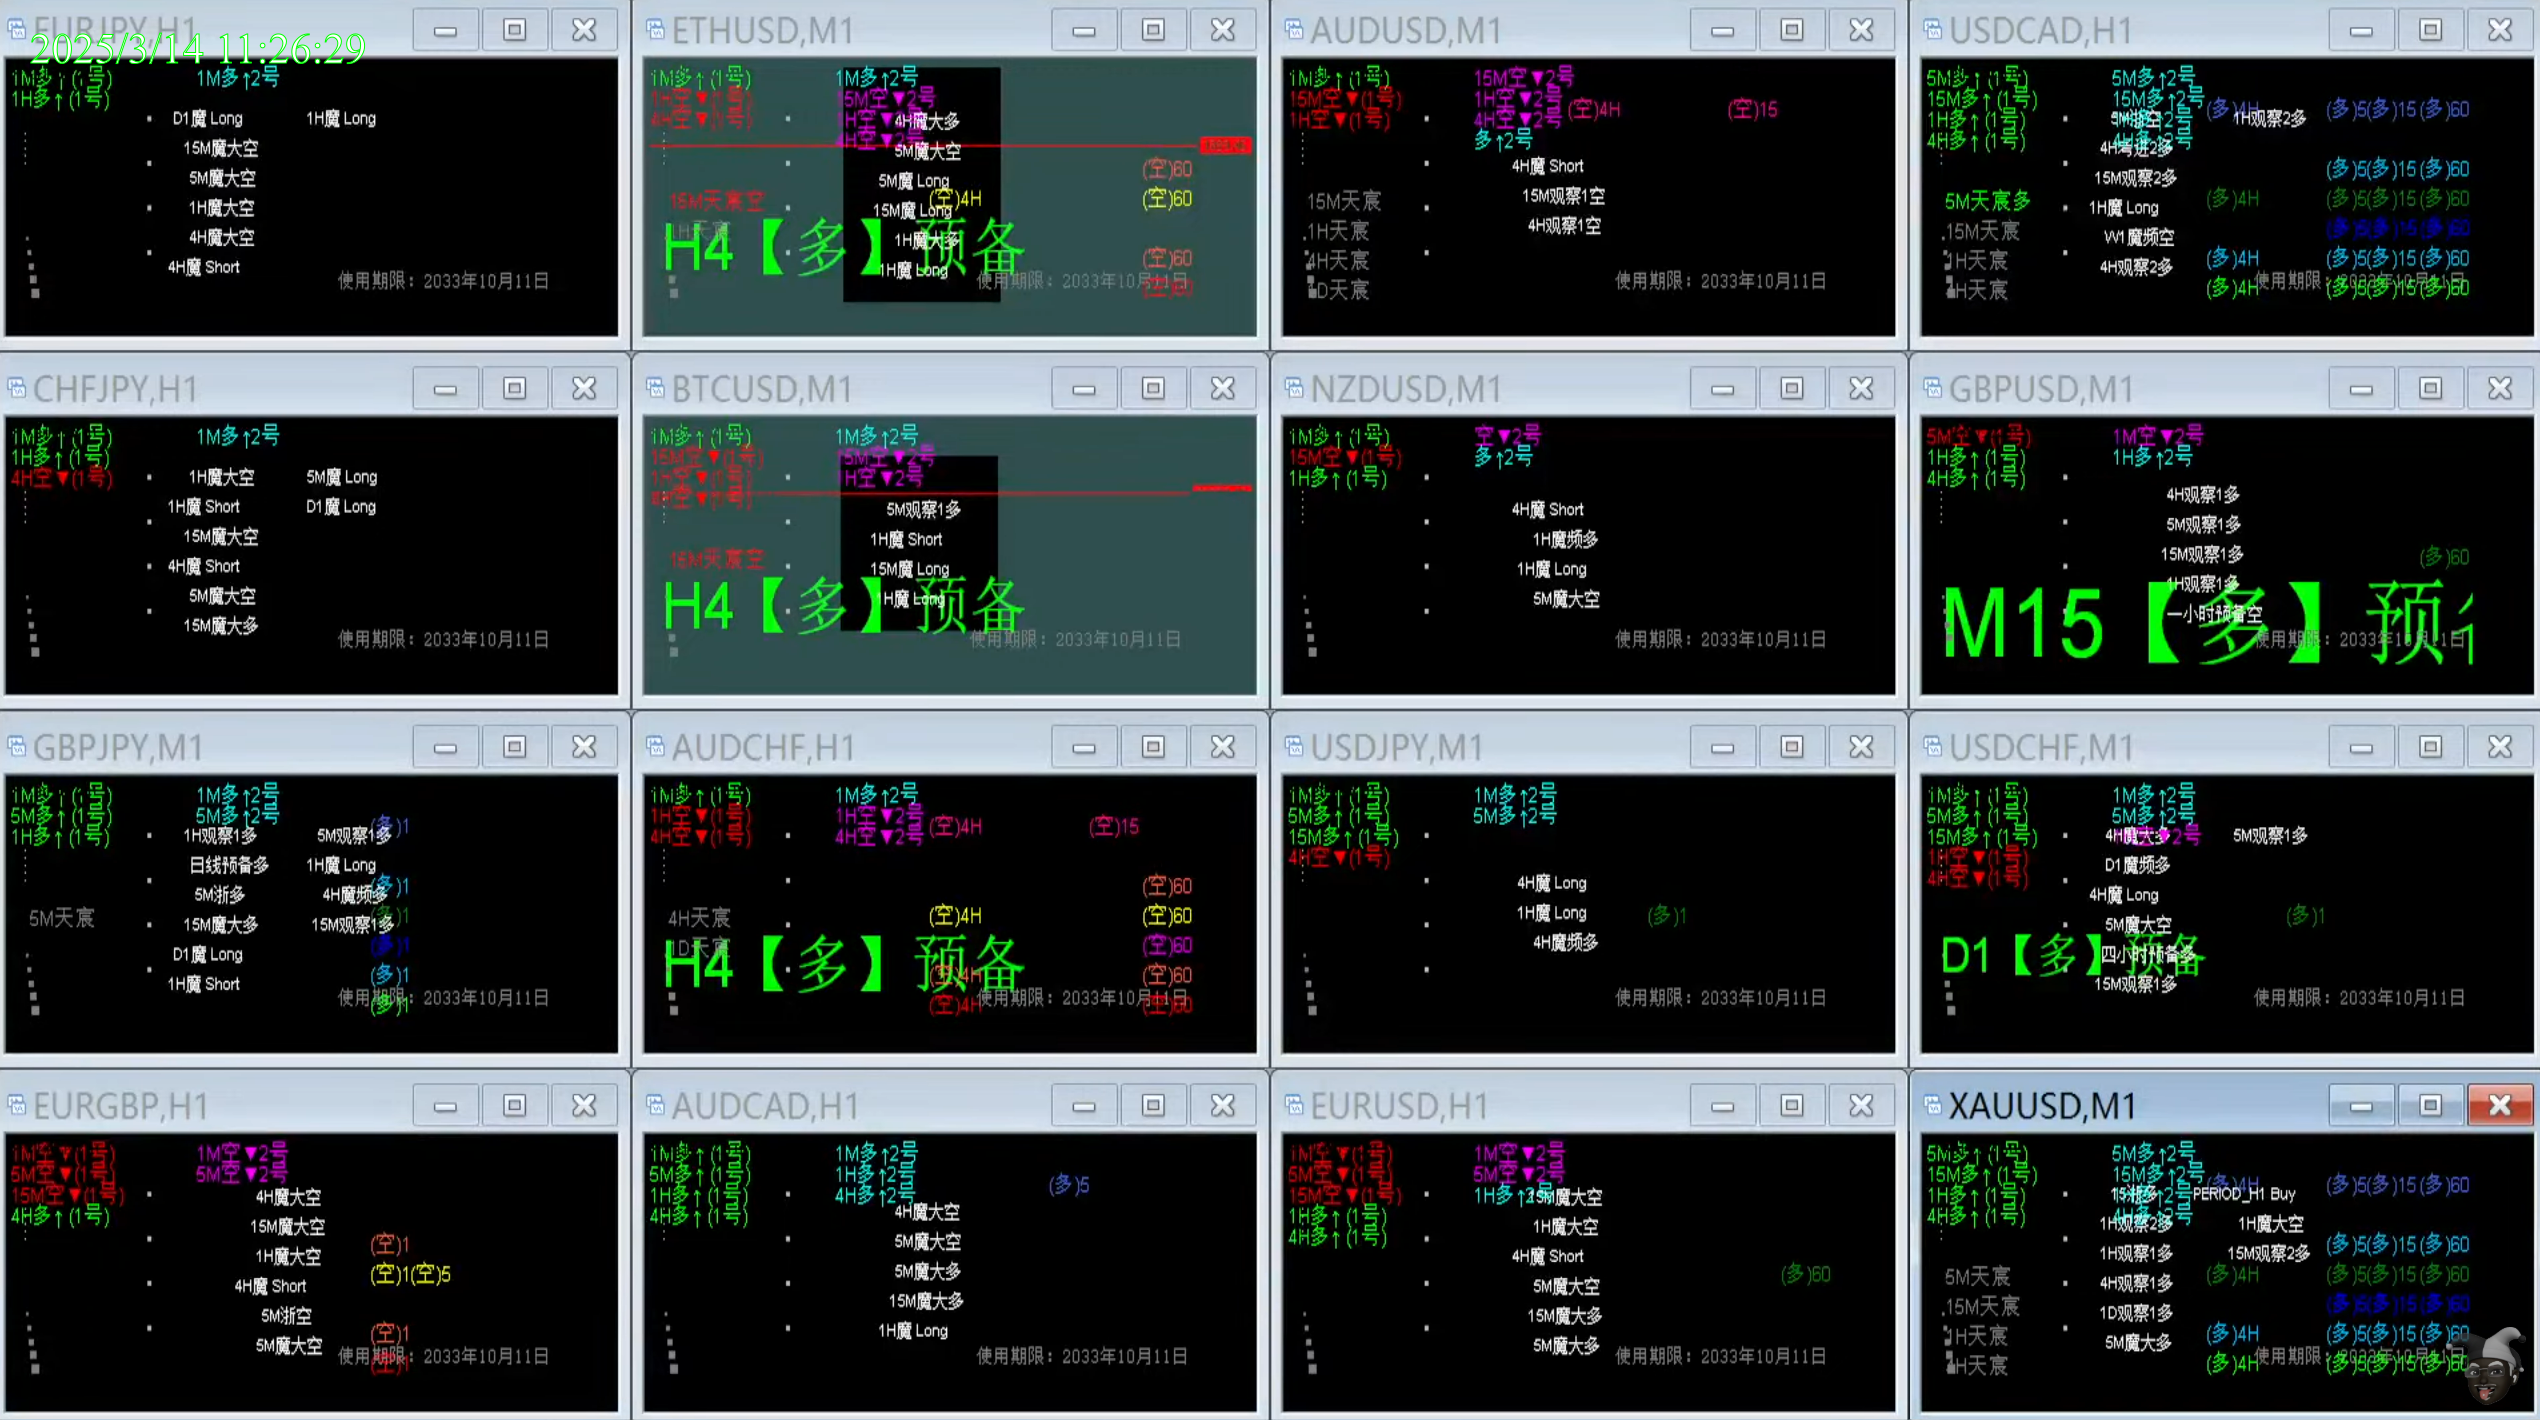 EURJPY,H1
2025/3/14 11:26:29
1M多↑(1号)
1H多↑(1号)
1M多↑2号
D1魔 Long
1H魔 Long
15M魔大空
5M魔大空
1H魔大空
4H魔大空
4H魔 Short
使用期限：2033年10月11日
ETHUSD,M1
1M多↑(1号)
1H空▼(1号)
4H空▼(1号)
1M多↑2号
15M空▼2号
1H空▼2号
4H空▼2号
4H魔大多
5M魔大空
5M魔 Long
(空)60
15M天宸空
(空)4H
(空)60
15M魔 Long
1H天宸
1H魔大多
H4【多】预备
(空)60
1H魔 Long
使用期限：2033年10月11日
(空)60
AUDUSD,M1
1M多↑(1号)
15M空▼(1号)
1H空▼(1号)
15M空▼2号
1H空▼2号
4H空▼2号
多↑2号
(空)4H
(空)15
4H魔 Short
15M观察1空
4H观察1空
15M天宸
1H天宸
4H天宸
D天宸
使用期限：2033年10月11日
USDCAD,H1
5M多↑(1号)
15M多↑(1号)
1H多↑(1号)
4H多↑(1号)
5M多↑2号
15M多↑2号
4H多↑2号
(多)4H
(多)5(多)15(多)60
1H观察2多
15M观察2多
(多)5(多)15(多)60
5M天宸多
1H魔 Long
(多)4H
(多)5(多)15(多)60
15M天宸
W1魔频空
(多)5(多)15(多)60
1H天宸
4H观察2多
(多)4H
(多)5(多)15(多)60
H天宸
(多)4H
使用期限：2033年10月11日
(多)5(多)15(多)60
CHFJPY,H1
1M多↑(1号)
1H多↑(1号)
4H空▼(1号)
1M多↑2号
1H魔大空
5M魔 Long
1H魔 Short
D1魔 Long
15M魔大空
4H魔 Short
5M魔大空
15M魔大多
使用期限：2033年10月11日
BTCUSD,M1
1M多↑(1号)
15M空▼(1号)
1H空▼(1号)
4H空▼(1号)
1M多↑2号
15M空▼2号
1H空▼2号
5M观察1多
1H魔 Short
15M天宸空
15M魔 Long
1H魔 Long
H4【多】预备
使用期限：2033年10月11日
NZDUSD,M1
1M多↑(1号)
15M空▼(1号)
1H多↑(1号)
空▼2号
多↑2号
4H魔 Short
1H魔频多
1H魔 Long
5M魔大空
使用期限：2033年10月11日
GBPUSD,M1
5M空▼(1号)
1H多↑(1号)
4H多↑(1号)
1M空▼2号
1H多↑2号
4H观察1多
5M观察1多
15M观察1多
(多)60
1H观察1多
一小时预备空
M15【多】预
使用期限：2033年10月11日
GBPJPY,M1
1M多↑(1号)
5M多↑(1号)
1H多↑(1号)
1M多↑2号
5M多↑2号
(多)1
1H观察1多
5M观察1多
日线预备多
1H魔 Long
5M浙多
4H魔频多
(多)1
5M天宸
15M魔大多
15M观察1多
(多)1
D1魔 Long
(多)1
1H魔 Short
(多)1
(多)1
使用期限：2033年10月11日
AUDCHF,H1
1M多↑(1号)
1H空▼(1号)
4H空▼(1号)
1M多↑2号
1H空▼2号
4H空▼2号
(空)4H
(空)15
(空)60
4H天宸
(空)4H
(空)60
1D天宸
(空)60
H4【多】预备
(空)4H
(空)60
(空)4H
使用期限：2033年10月11日
(空)60
USDJPY,M1
1M多↑(1号)
5M多↑(1号)
15M多↑(1号)
4H空▼(1号)
1M多↑2号
5M多↑2号
4H魔 Long
1H魔 Long
(多)1
4H魔频多
使用期限：2033年10月11日
USDCHF,M1
1M多↑(1号)
5M多↑(1号)
15M多↑(1号)
1H空▼(1号)
4H空▼(1号)
1M多↑2号
5M多↑2号
4H魔大多
5M观察1多
D1魔频多
4H魔 Long
(多)1
5M魔大空
四小时预备多
D1【多】预备
15M观察1多
使用期限：2033年10月11日
EURGBP,H1
1M空▼(1号)
5M空▼(1号)
15M空▼(1号)
4H多↑(1号)
1M空▼2号
5M空▼2号
4H魔大空
15M魔大空
1H魔大空
(空)1
4H魔 Short
(空)1(空)5
5M浙空
5M魔大空
(空)1
(空)1
使用期限：2033年10月11日
AUDCAD,H1
1M多↑(1号)
5M多↑(1号)
1H多↑(1号)
4H多↑(1号)
1M多↑2号
1H多↑2号
4H多↑2号
(多)5
4H魔大空
5M魔大空
5M魔大多
15M魔大多
1H魔 Long
使用期限：2033年10月11日
EURUSD,H1
1M空▼(1号)
5M空▼(1号)
15M空▼(1号)
1H多↑(1号)
4H多↑(1号)
1M空▼2号
5M空▼2号
1H多↑2号
15M魔大空
1H魔大空
4H魔 Short
(多)60
5M魔大空
15M魔大多
5M魔大多
使用期限：2033年10月11日
XAUUSD,M1
5M多↑(1号)
15M多↑(1号)
1H多↑(1号)
4H多↑(1号)
5M多↑2号
15M多↑2号
4H多↑2号
(多)4H
(多)5(多)15(多)60
PERIOD_H1 Buy
1H观察2多
1H魔大空
1H观察1多
15M观察2多
(多)5(多)15(多)60
5M天宸
4H观察1多
(多)4H
(多)5(多)15(多)60
15M天宸
1D观察1多
(多)5(多)15(多)60
1H天宸
5M魔大多
(多)4H
(多)5(多)15(多)60
H天宸
(多)4H
使用期限：
(多)5(多)15(多)60